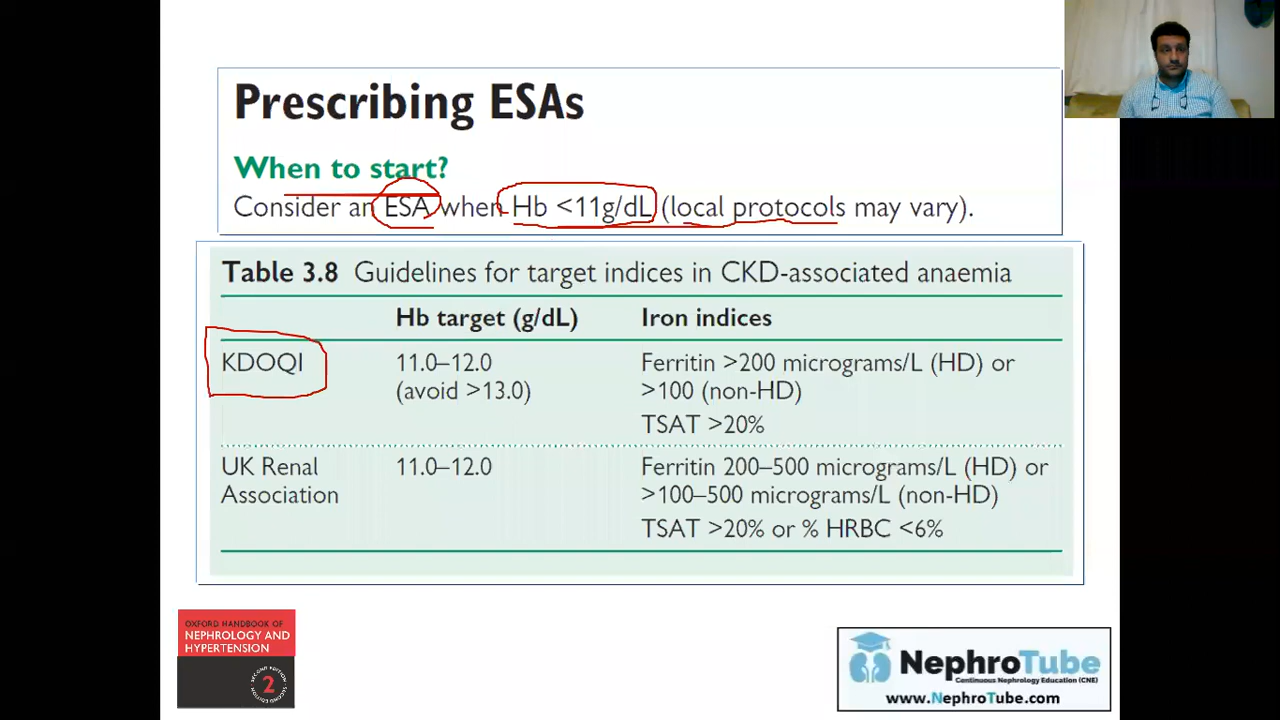 Prescribing ESAs
When to start?
Consider an ESA when Hb <11g/dL (local protocols may vary).
Table 3.8 Guidelines for target indices in CKD-associated anaemia
Hb target (g/dL) Iron indices
KDOQI 11.0–12.0 Ferritin >200 micrograms/L (HD) or
(avoid >13.0) >100 (non-HD)
TSAT >20%
UK Renal 11.0–12.0 Ferritin 200–500 micrograms/L (HD) or
Association >100–500 micrograms/L (non-HD)
TSAT >20% or % HRBC <6%
OXFORD HANDBOOK OF
NEPHROLOGY AND
HYPERTENSION
SECOND EDITION
2
NephroTube
Continuous Nephrology Education (CNE)
www.NephroTube.com